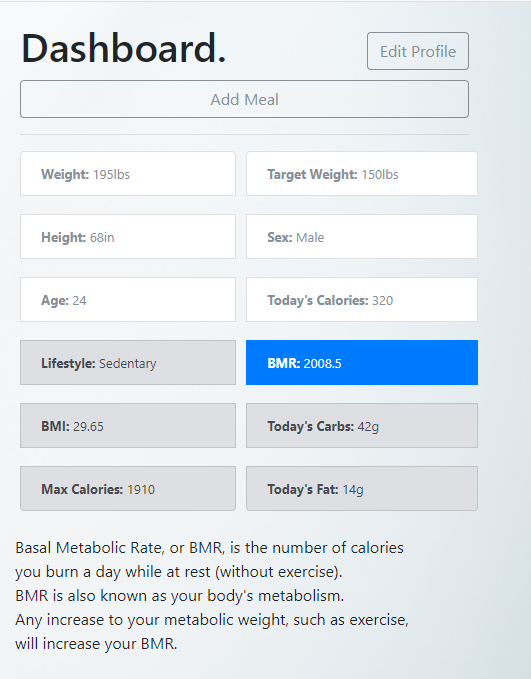 Dashboard.
Edit Profile
Add Meal
Weight: 195lbs
Target Weight: 150lbs
Height: 68in
Sex: Male
Age: 24
Today's Calories: 320
Lifestyle: Sedentary
BMR: 2008.5
BMI: 29.65
Today's Carbs: 42g
Max Calories: 1910
Today's Fat: 14g
Basal Metabolic Rate, or BMR, is the number of calories
you burn a day while at rest (without exercise).
BMR is also known as your body's metabolism.
Any increase to your metabolic weight, such as exercise,
will increase your BMR.